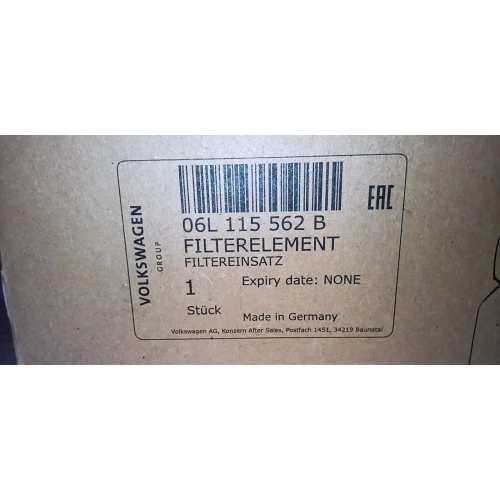 VOLKSWAGEN
GROUP
06L 115 562 B
FILTERELEMENT
FILTEREINSATZ
1
Expiry date: NONE
Stück
Made in Germany
Volkswagen AG, Konzern After Sales, Postfach 1451, 34219 Baunatal
EAC